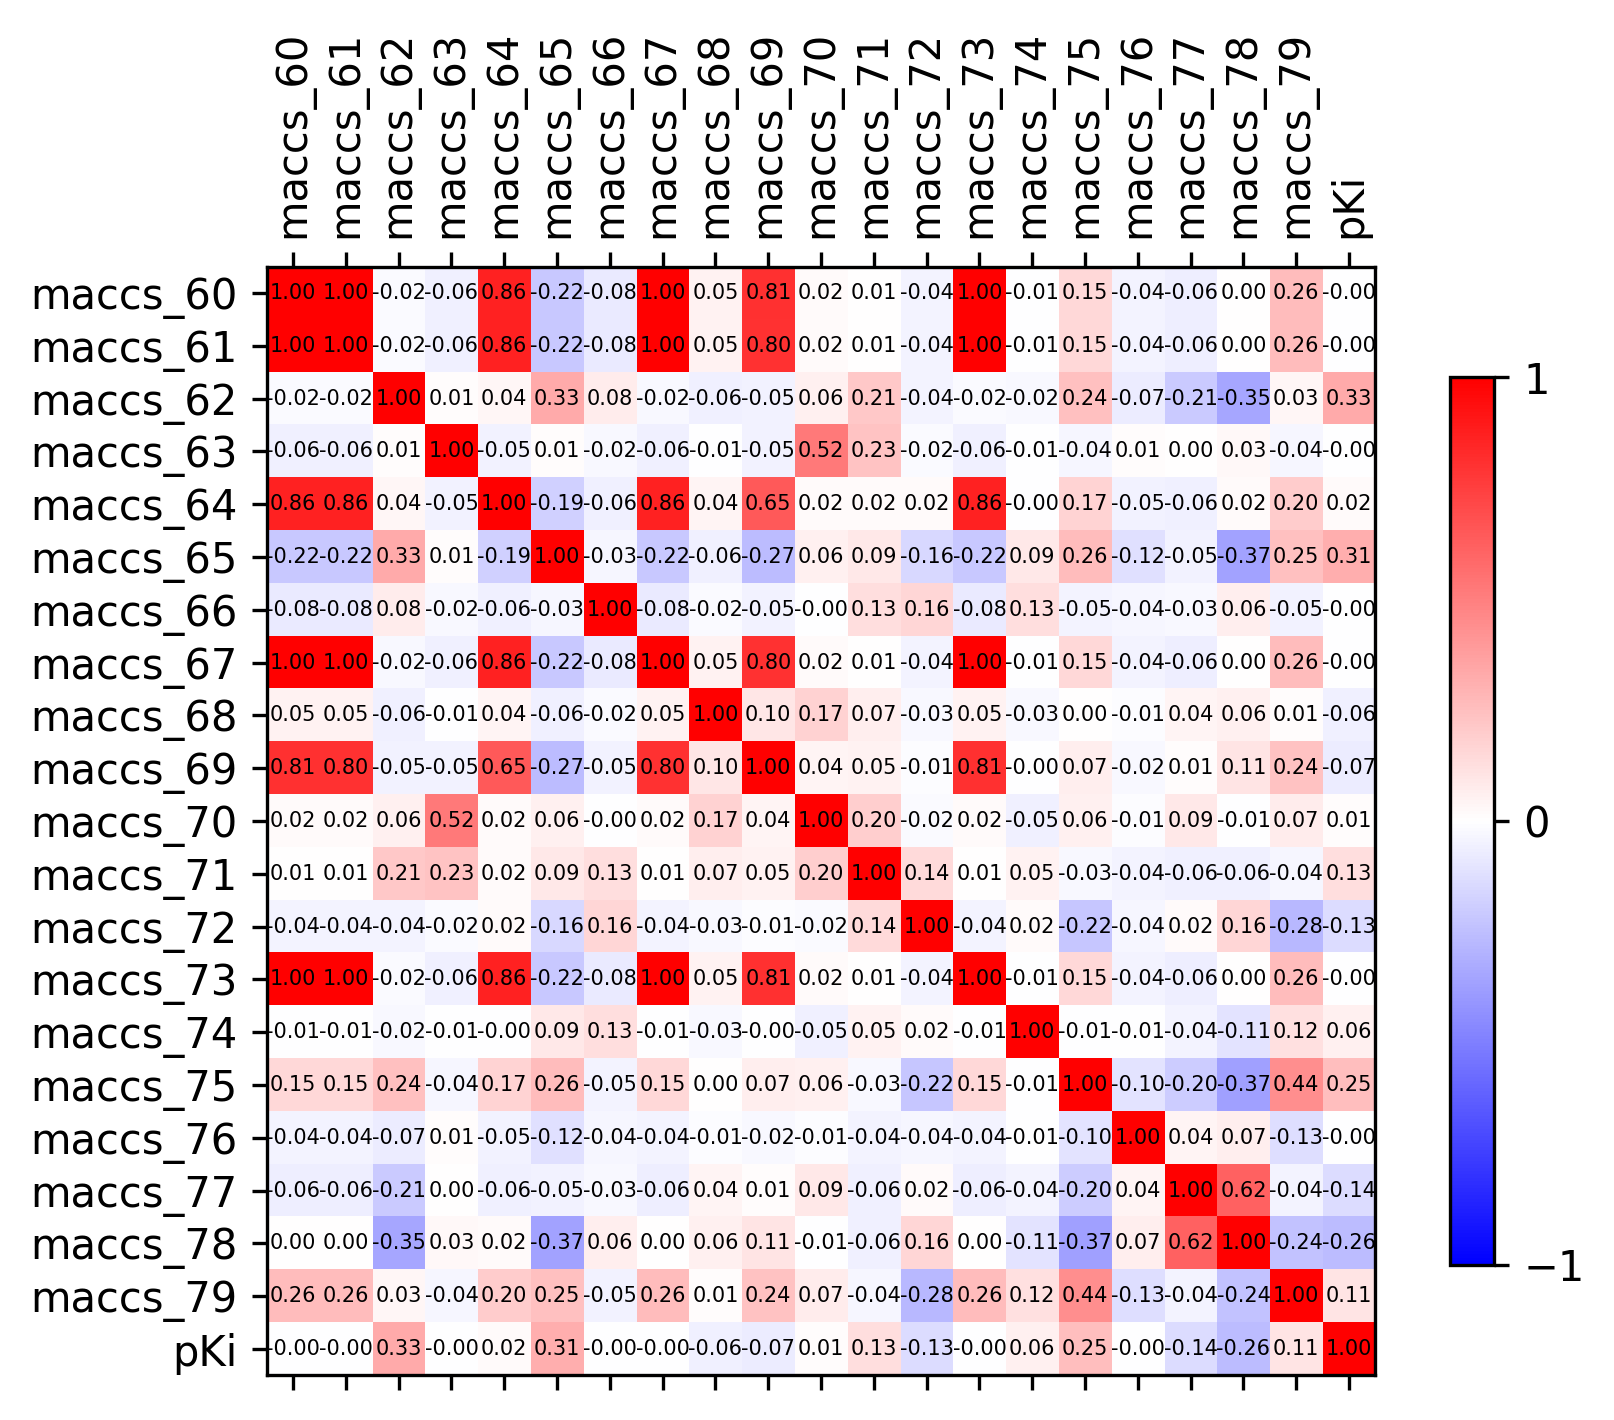 maccs_60 maccs_61 maccs_62 maccs_63 maccs_64 maccs_65 maccs_66 maccs_67 maccs_68 maccs_69 maccs_70 maccs_71 maccs_72 maccs_73 maccs_74 maccs_75 maccs_76 maccs_77 maccs_78 maccs_79 pKi
maccs_60 1.00 1.00 -0.02 -0.06 0.86 -0.22 -0.08 1.00 0.05 0.81 0.02 0.01 -0.04 1.00 -0.01 0.15 -0.04 -0.06 0.00 0.26 -0.00
maccs_61 1.00 1.00 -0.02 -0.06 0.86 -0.22 -0.08 1.00 0.05 0.80 0.02 0.01 -0.04 1.00 -0.01 0.15 -0.04 -0.06 0.00 0.26 -0.00
maccs_62 -0.02 -0.02 1.00 0.01 0.04 0.33 0.08 -0.02 -0.06 -0.05 0.06 0.21 -0.04 -0.02 -0.02 0.24 -0.07 -0.21 -0.35 0.03 0.33
maccs_63 -0.06 -0.06 0.01 1.00 -0.05 0.01 -0.02 -0.06 -0.01 -0.05 0.52 0.23 -0.02 -0.06 -0.01 -0.04 0.01 0.00 0.03 -0.04 -0.00
maccs_64 0.86 0.86 0.04 -0.05 1.00 -0.19 -0.06 0.86 0.04 0.65 0.02 0.02 0.02 0.86 -0.00 0.17 -0.05 -0.06 0.02 0.20 0.02
maccs_65 -0.22 -0.22 0.33 0.01 -0.19 1.00 -0.03 -0.22 -0.06 -0.27 0.06 0.09 -0.16 -0.22 0.09 0.26 -0.12 -0.05 -0.37 0.25 0.31
maccs_66 -0.08 -0.08 0.08 -0.02 -0.06 -0.03 1.00 -0.08 -0.02 -0.05 -0.00 0.13 0.16 -0.08 0.13 -0.05 -0.04 -0.03 0.06 -0.05 -0.00
maccs_67 1.00 1.00 -0.02 -0.06 0.86 -0.22 -0.08 1.00 0.05 0.80 0.02 0.01 -0.04 1.00 -0.01 0.15 -0.04 -0.06 0.00 0.26 -0.00
maccs_68 0.05 0.05 -0.06 -0.01 0.04 -0.06 -0.02 0.05 1.00 0.10 0.17 0.07 -0.03 0.05 -0.03 0.00 -0.01 0.04 0.06 0.01 -0.06
maccs_69 0.81 0.80 -0.05 -0.05 0.65 -0.27 -0.05 0.80 0.10 1.00 0.04 0.05 -0.01 0.81 -0.00 0.07 -0.02 0.01 0.11 0.24 -0.07
maccs_70 0.02 0.02 0.06 0.52 0.02 0.06 -0.00 0.02 0.17 0.04 1.00 0.20 -0.02 0.02 -0.05 0.06 -0.01 0.09 -0.01 0.07 0.01
maccs_71 0.01 0.01 0.21 0.23 0.02 0.09 0.13 0.01 0.07 0.05 0.20 1.00 0.14 0.01 0.05 -0.03 -0.04 -0.06 -0.06 -0.04 0.13
maccs_72 -0.04 -0.04 -0.04 -0.02 0.02 -0.16 0.16 -0.04 -0.03 -0.01 -0.02 0.14 1.00 -0.04 0.02 -0.22 -0.04 0.02 0.16 -0.28 -0.13
maccs_73 1.00 1.00 -0.02 -0.06 0.86 -0.22 -0.08 1.00 0.05 0.81 0.02 0.01 -0.04 1.00 -0.01 0.15 -0.04 -0.06 0.00 0.26 -0.00
maccs_74 -0.01 -0.01 -0.02 -0.01 -0.00 0.09 0.13 -0.01 -0.03 -0.00 -0.05 0.05 0.02 -0.01 1.00 -0.01 -0.01 -0.04 -0.11 0.12 0.06
maccs_75 0.15 0.15 0.24 -0.04 0.17 0.26 -0.05 0.15 0.00 0.07 0.06 -0.03 -0.22 0.15 -0.01 1.00 -0.10 -0.20 -0.37 0.44 0.25
maccs_76 -0.04 -0.04 -0.07 0.01 -0.05 -0.12 -0.04 -0.04 -0.01 -0.02 -0.01 -0.04 -0.04 -0.04 -0.01 -0.10 1.00 0.04 0.07 -0.13 -0.00
maccs_77 -0.06 -0.06 -0.21 0.00 -0.06 -0.05 -0.03 -0.06 0.04 0.01 0.09 -0.06 0.02 -0.06 -0.04 -0.20 0.04 1.00 0.62 -0.04 -0.14
maccs_78 0.00 0.00 -0.35 0.03 0.02 -0.37 0.06 0.00 0.06 0.11 -0.01 -0.06 0.16 0.00 -0.11 -0.37 0.07 0.62 1.00 -0.24 -0.26
maccs_79 0.26 0.26 0.03 -0.04 0.20 0.25 -0.05 0.26 0.01 0.24 0.07 -0.04 -0.28 0.26 0.12 0.44 -0.13 -0.04 -0.24 1.00 0.11
pKi -0.00 -0.00 0.33 -0.00 0.02 0.31 -0.00 -0.00 -0.06 -0.07 0.01 0.13 -0.13 -0.00 0.06 0.25 -0.00 -0.14 -0.26 0.11 1.00
1
0
−1